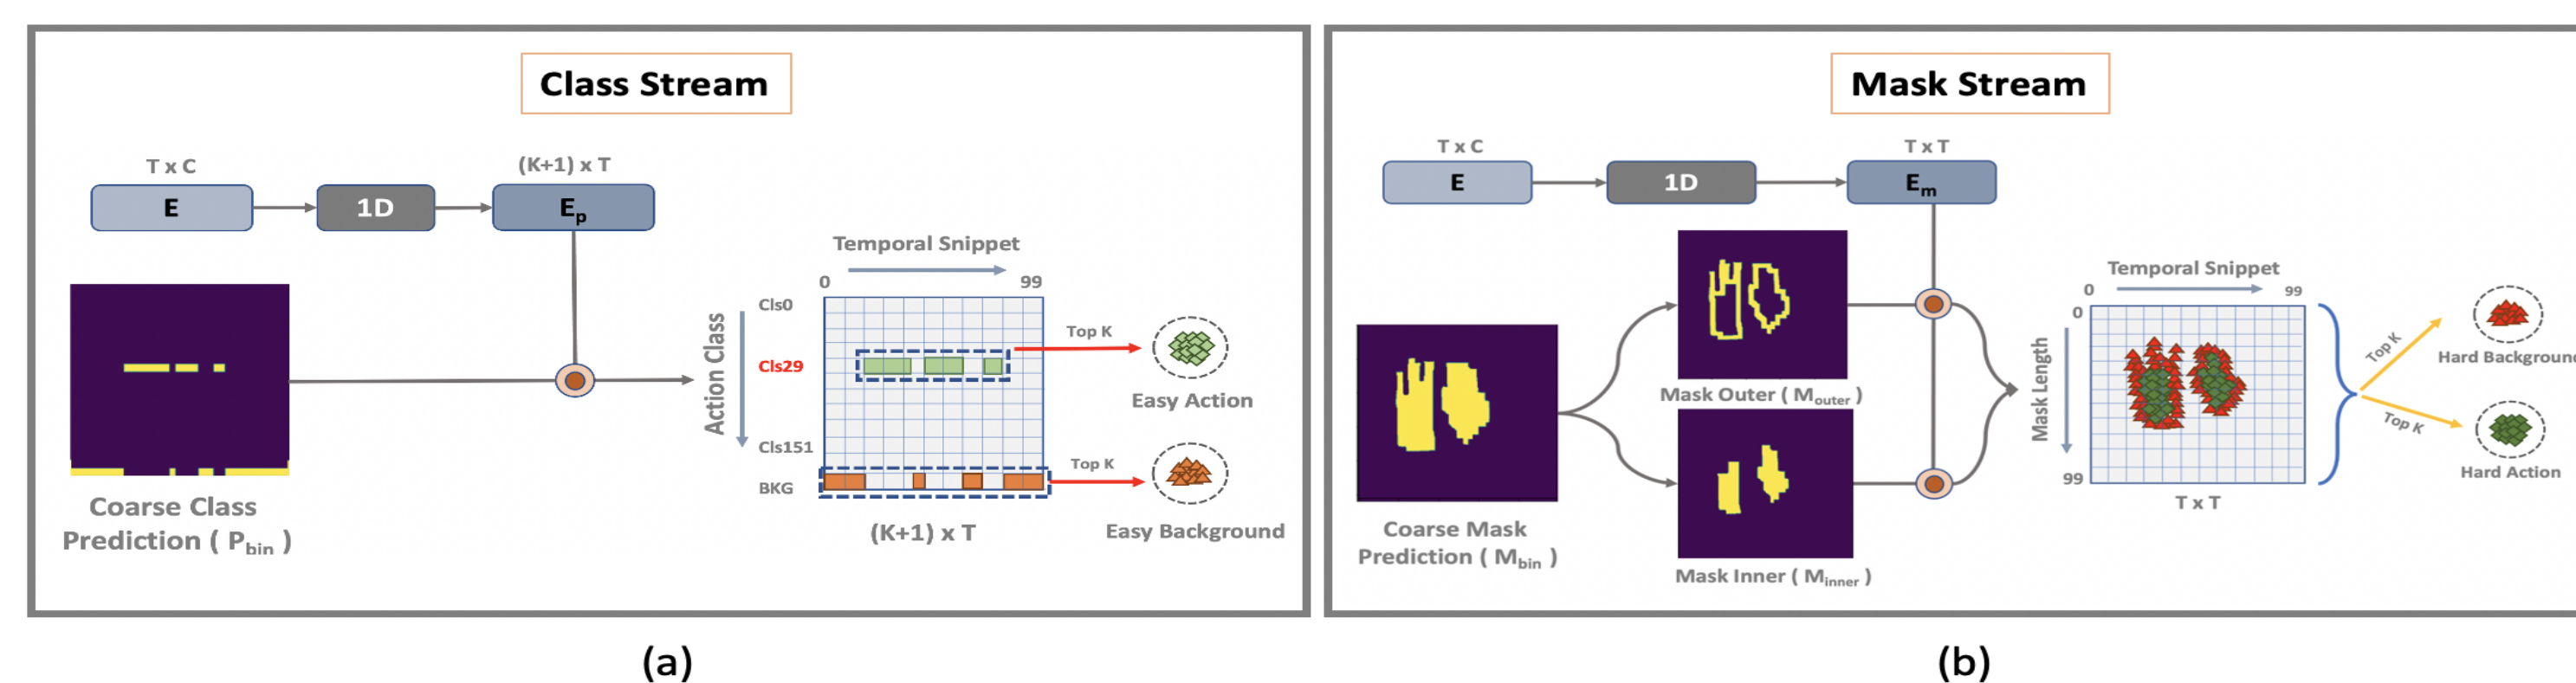 Class Stream
T x C
(K+1) x T
E
1D
Ep
Temporal Snippet
0
99
Action Class
Cls0
Cls29
Cls151
BKG
Top K
Easy Action
Top K
Easy Background
Coarse Class
Prediction ( Pbin )
(K+1) x T
(a)
Mask Stream
T x C
T x T
E
1D
Em
Mask Outer ( Mouter )
Mask Inner ( Minner )
Coarse Mask
Prediction ( Mbin )
Temporal Snippet
0
99
0
Mask Length
99
T x T
Top K
Hard Background
Top K
Hard Action
(b)